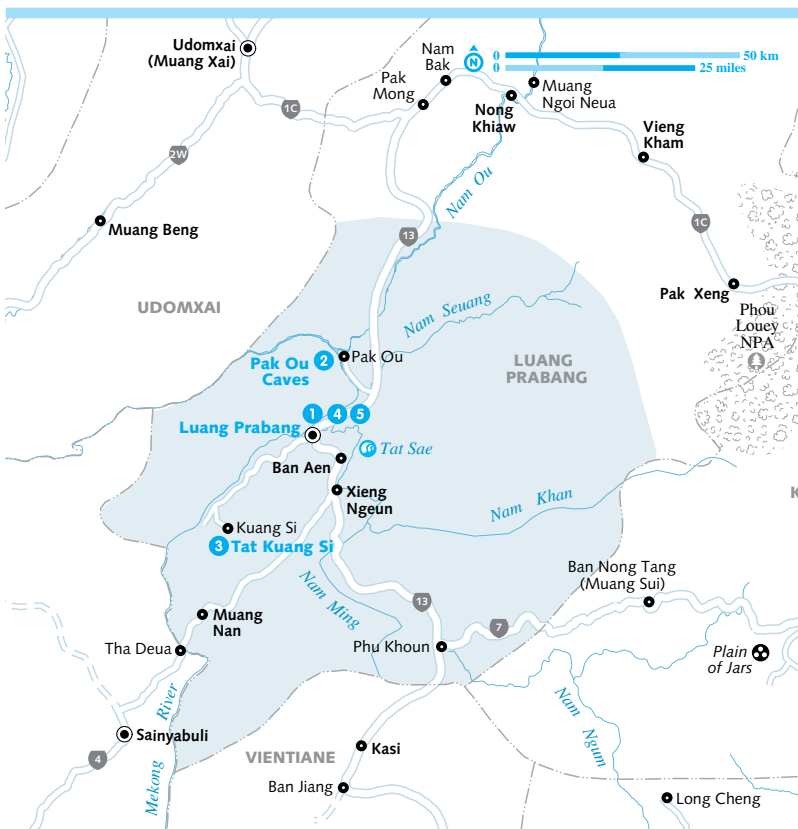 Udomxai
(Muang Xai)
Nam
Bak
N
0
50 km
0
25 miles
Pak
Mong
Muang
Ngoi Neua
Nong
Khiaw
1C
Vieng
Kham
2W
Nam Ou
Muang Beng
13
1C
Pak Xeng
UDOMXAI
Nam Seuang
Phou
Louey
NPA
Pak Ou
Caves
2
Pak Ou
LUANG
PRABANG
1
4
5
Luang Prabang
Tat Sae
Ban Aen
Xieng
Ngeun
K
Nam Khan
Kuang Si
3
Tat Kuang Si
Ban Nong Tang
(Muang Sui)
Nam Ming
13
Muang
Nan
7
Tha Deua
Phu Khoun
Plain
of Jars
Mekong River
Nam Ngum
Sainyabuli
4
VIENTIANE
Kasi
Ban Jiang
Long Cheng